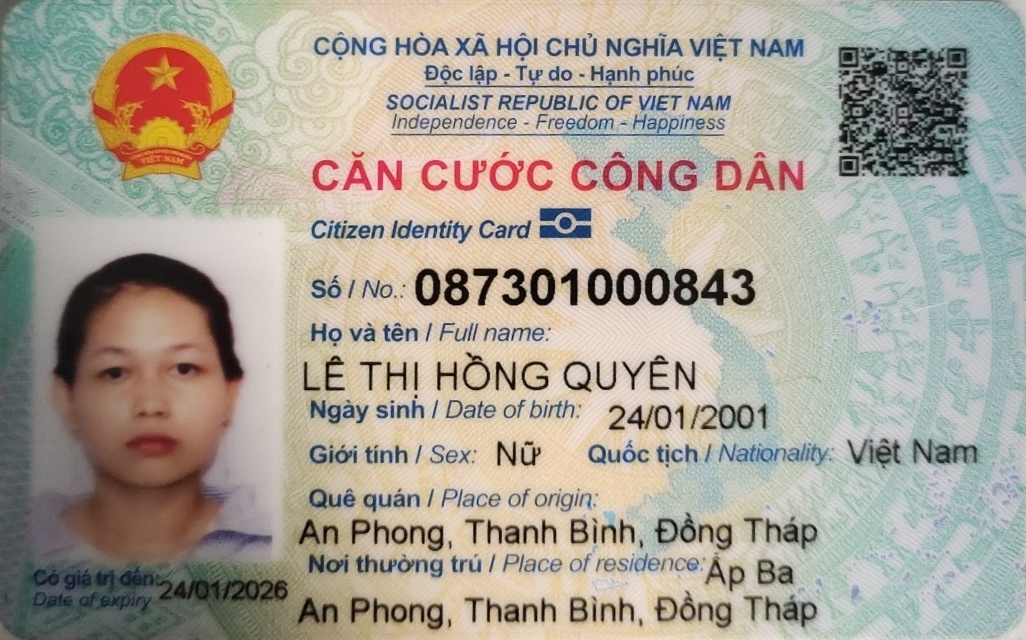 CỘNG HÒA XÃ HỘI CHỦ NGHĨA VIỆT NAM
Độc lập - Tự do - Hạnh phúc
SOCIALIST REPUBLIC OF VIET NAM
Independence - Freedom - Happiness
VIỆT NAM
CĂN CƯỚC CÔNG DÂN
Citizen Identity Card
Số / No.: 087301000843
Họ và tên / Full name:
LÊ THỊ HỒNG QUYÊN
Ngày sinh / Date of birth: 24/01/2001
Giới tính / Sex: Nữ Quốc tịch / Nationality: Việt Nam
Quê quán / Place of origin:
An Phong, Thanh Bình, Đồng Tháp
Nơi thường trú / Place of residence: Ấp Ba
An Phong, Thanh Bình, Đồng Tháp
Có giá trị đến: 24/01/2026
Date of expiry